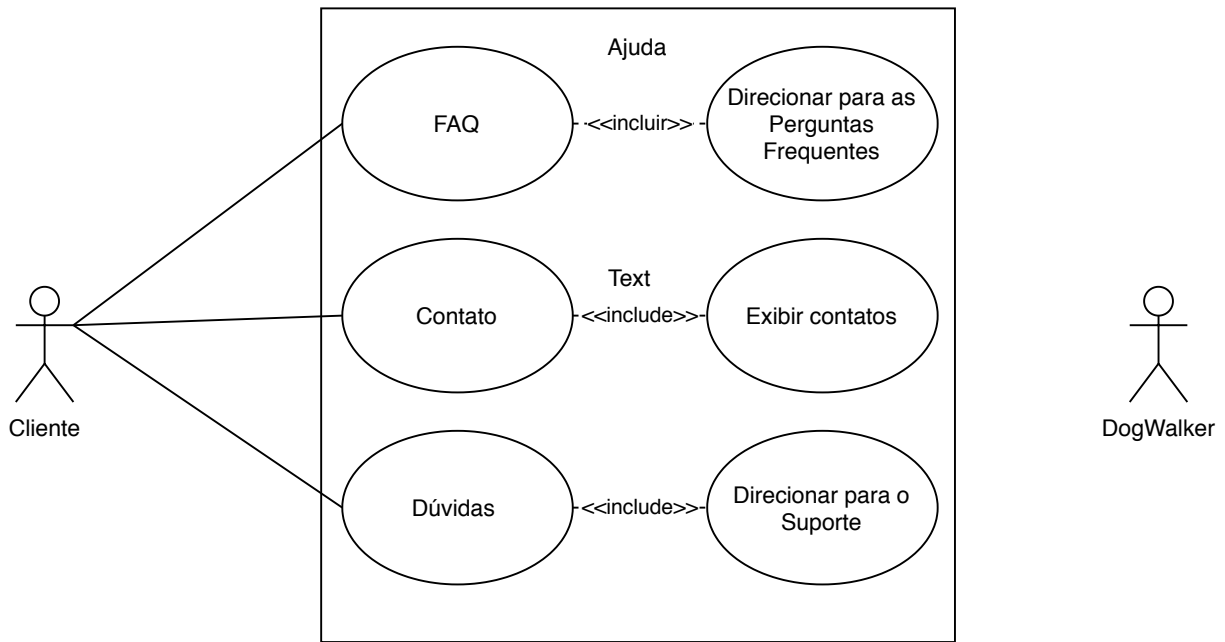 Ajuda
FAQ
<<incluir>>
Direcionar para as
Perguntas
Frequentes
Text
Contato
<<include>>
Exibir contatos
Cliente
DogWalker
Dúvidas
<<include>>
Direcionar para o
Suporte